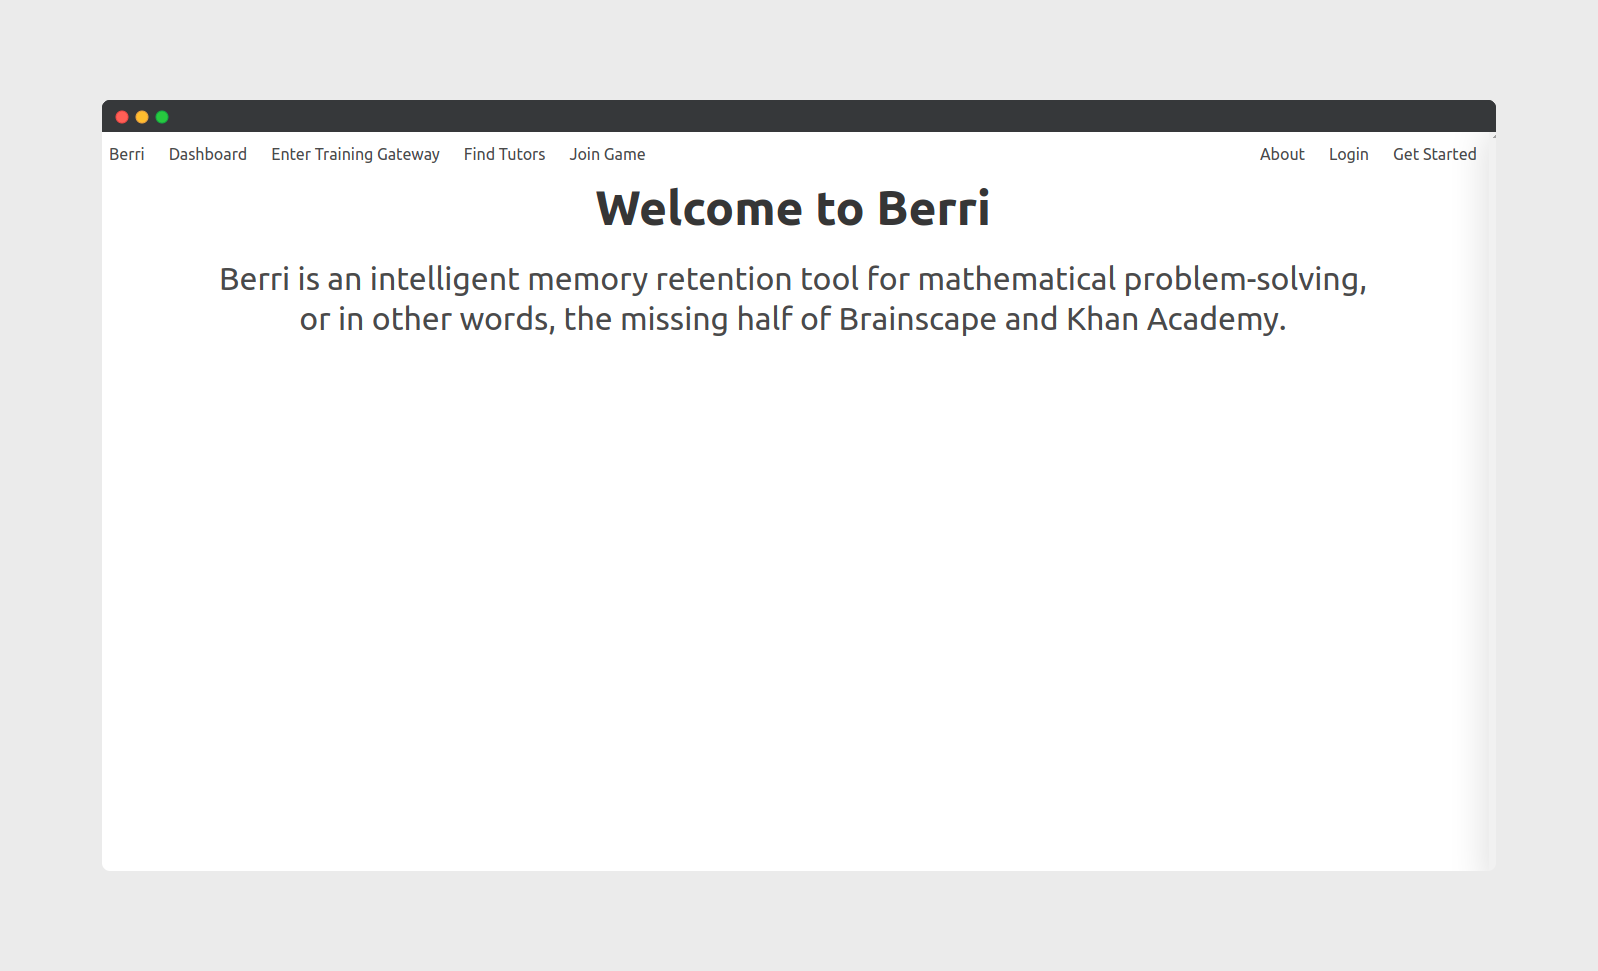 Berri Dashboard Enter Training Gateway Find Tutors Join Game About Login Get Started
Welcome to Berri
Berri is an intelligent memory retention tool for mathematical problem-solving,
or in other words, the missing half of Brainscape and Khan Academy.